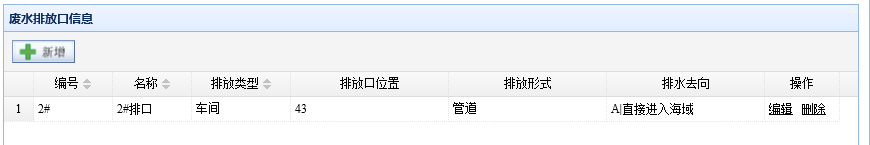 废水排放口信息
新增
编号 名称 排放类型 排放口位置 排放形式 排水去向 操作
1 2# 2#排口 车间 43 管道 A|直接进入海域 编辑 删除